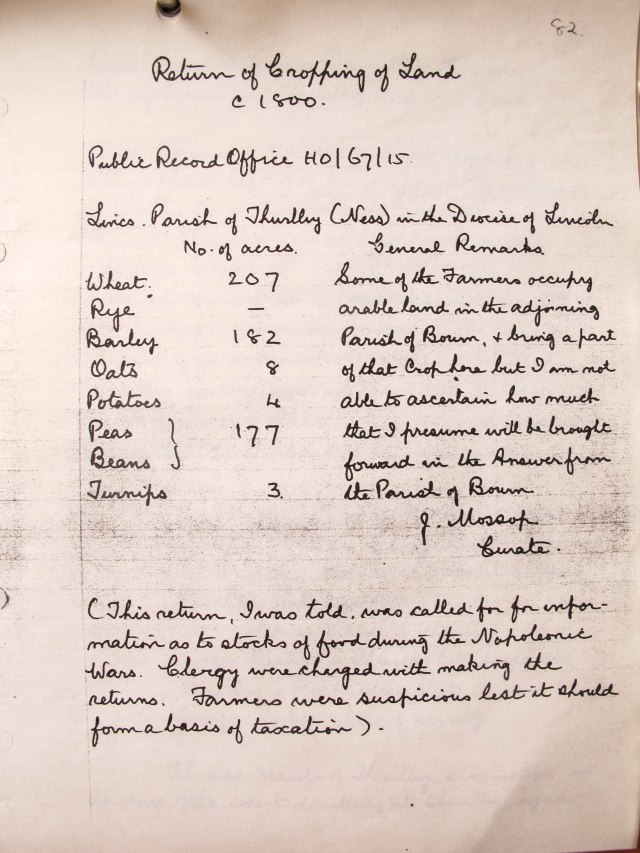 82.
Return of Cropping of Land
c 1800.
Public Record Office HO/67/15.
Lincs. Parish of Thurlby (Ness) in the Diocise of Lincoln
No. of acres. General Remarks.
Wheat. 207 Some of the Farmers occupy
Rye — arable land in the adjoining
Barley 182 Parish of Bourn, & bring a part
Oats 8 of that Crop here but I am not
Potatoes 4 able to ascertain how much
Peas } 177 that I presume will be brought
Beans forward in the Answer from
Turnips 3. the Parish of Bourn
J. Mossop
Curate.
(This return, I was told, was called for for infor-
mation as to stocks of food during the Napoleonic
Wars. Clergy were charged with making the
returns. Farmers were suspicious lest it should
form a basis of taxation).